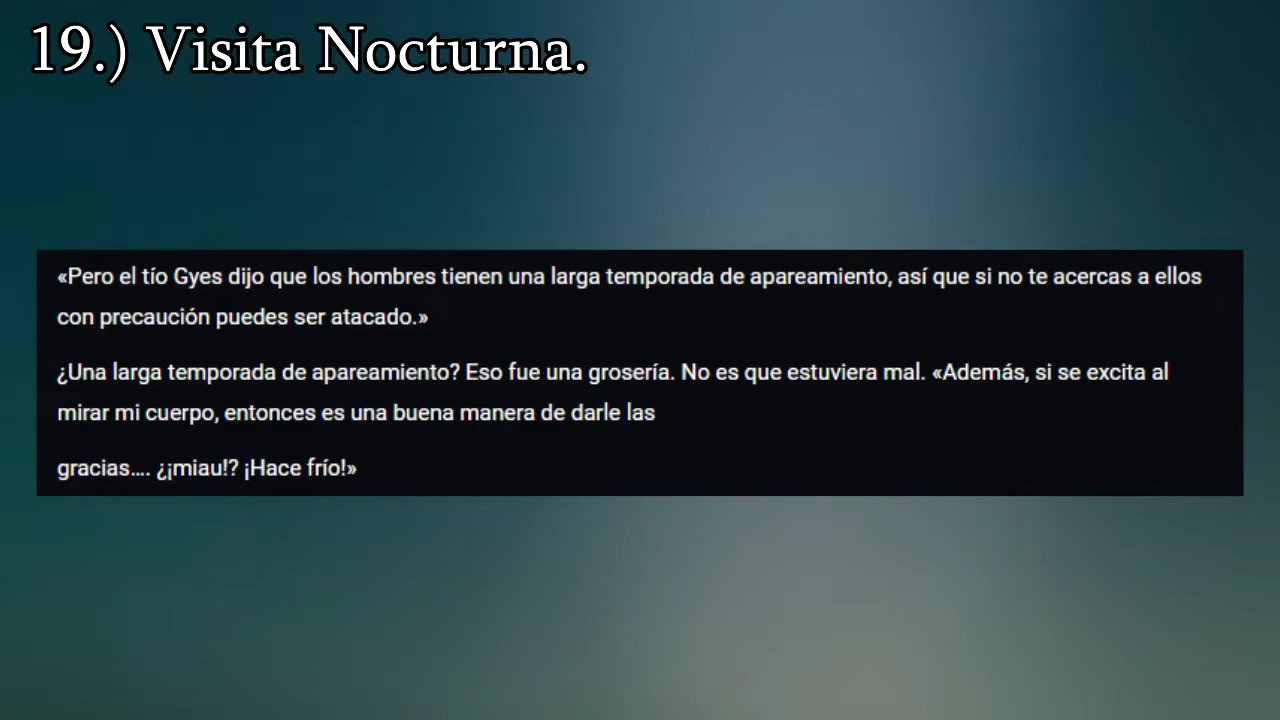 19.) Visita Nocturna.
«Pero el tío Gyes dijo que los hombres tienen una larga temporada de apareamiento, así que si no te acercas a ellos
con precaución puedes ser atacado.»
¿Una larga temporada de apareamiento? Eso fue una grosería. No es que estuviera mal. «Además, si se excita al
mirar mi cuerpo, entonces es una buena manera de darle las
gracias…. ¿¡miau!? ¡Hace frío!»